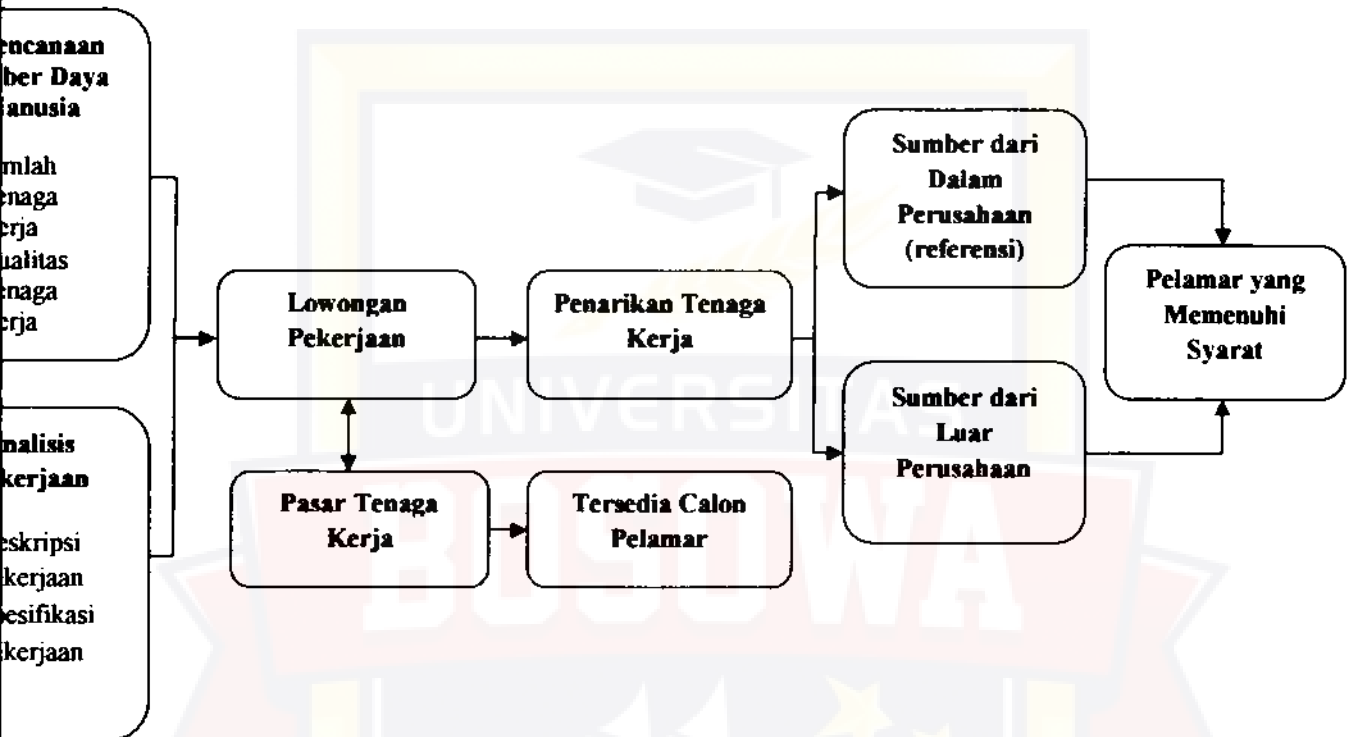 encanaan
ber Daya
anusia
mlah
enaga
erja
ualitas
enaga
erja
nalisis
kerjaan
eskripsi
kerjaan
pesifikasi
kerjaan
Lowongan
Pekerjaan
Penarikan Tenaga
Kerja
Pasar Tenaga
Kerja
Tersedia Calon
Pelamar
Sumber dari
Dalam
Perusahaan
(referensi)
Sumber dari
Luar
Perusahaan
Pelamar yang
Memenuhi
Syarat
UNIVERSITAS
BOSOWA